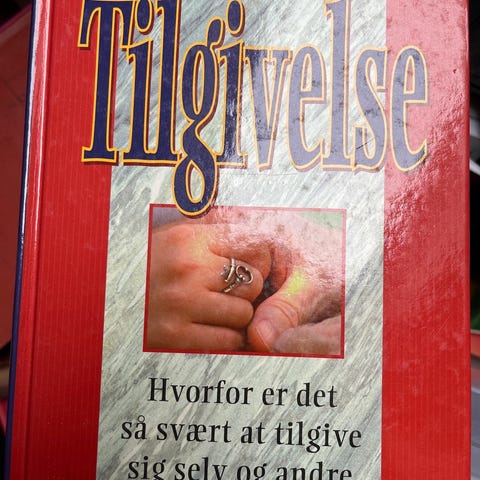 Tilgivelse
Hvorfor er det
så svært at tilgive
sig selv og andre